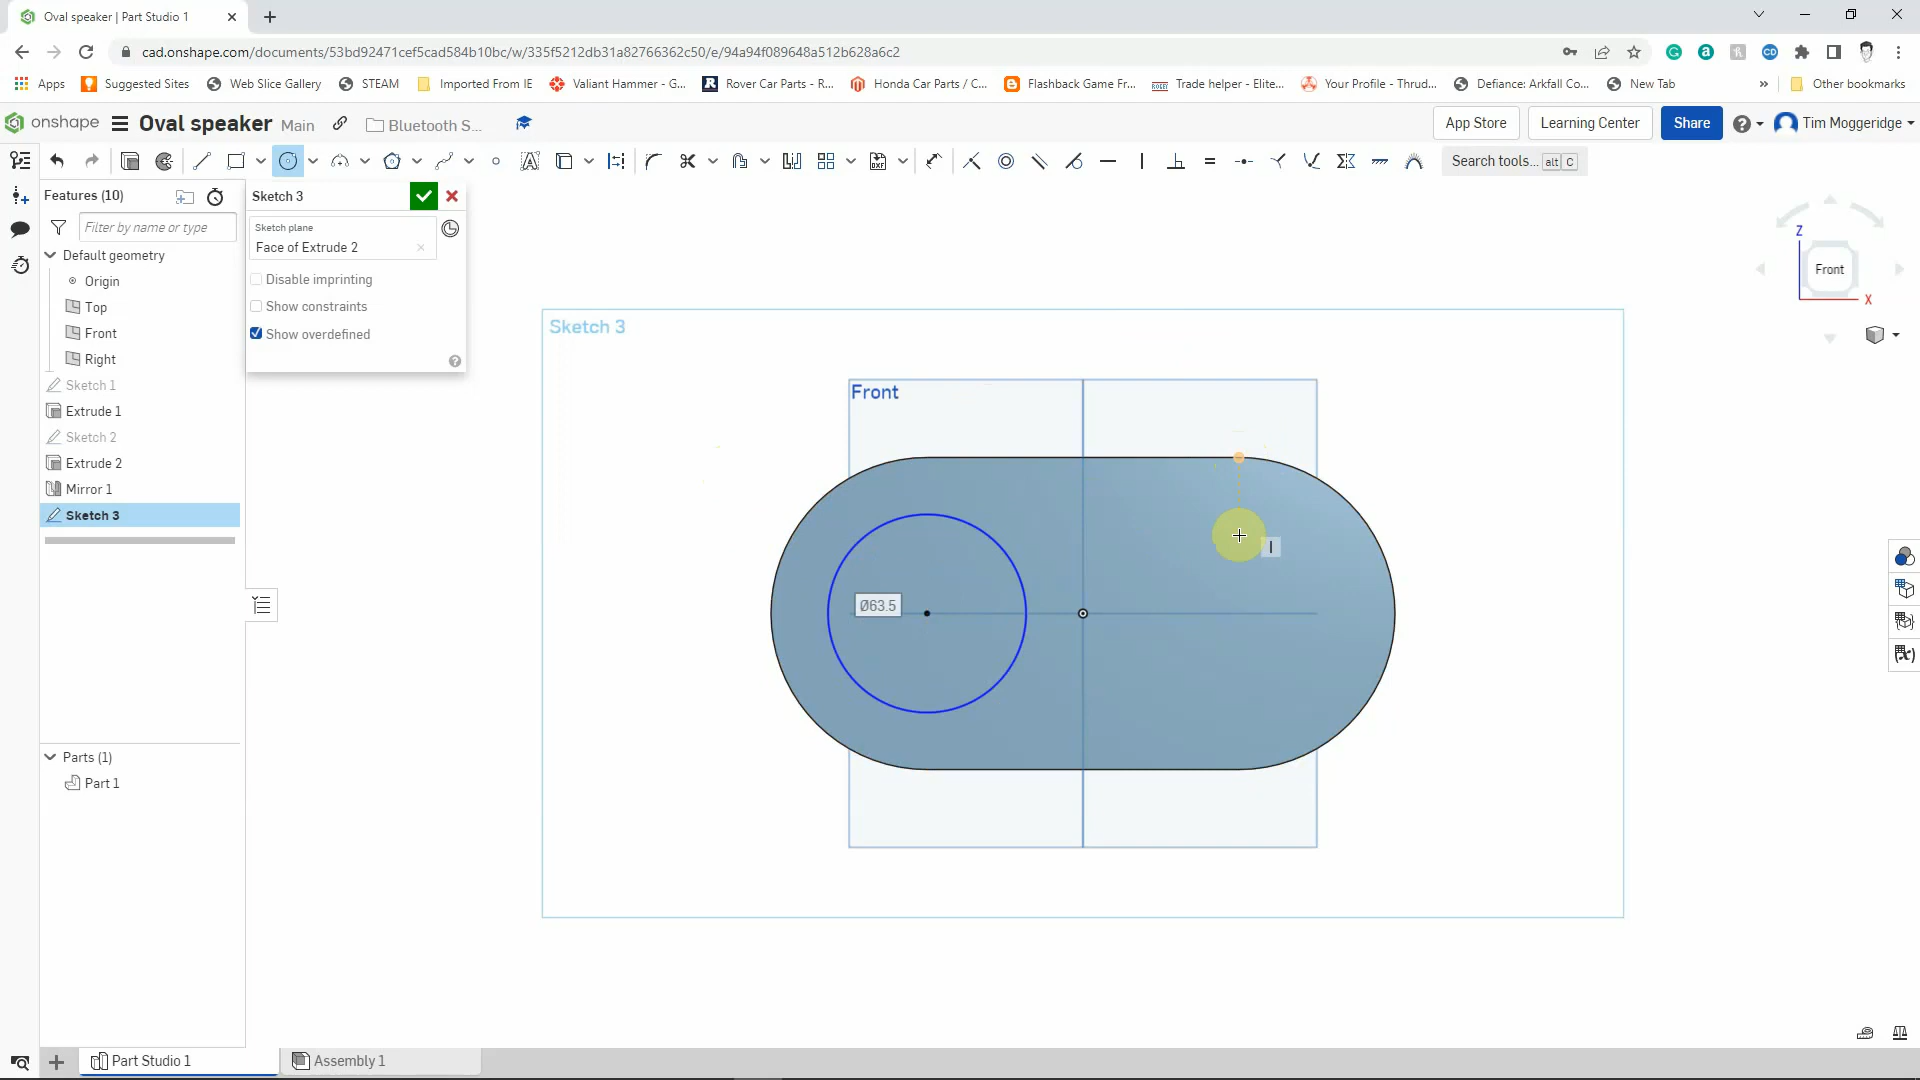 Oval speaker | Part Studio 1
cad.onshape.com/documents/53bd92471cef5cad584b10bc/w/335f5212db31a82766362c50/e/94a94f089648a512b628a6c2
Apps Suggested Sites Web Slice Gallery STEAM Imported From IE Valiant Hammer - G... Rover Car Parts - R... Honda Car Parts / C... Flashback Game Fr... Trade helper - Elite... Your Profile - Thrud... Defiance: Arkfall Co... New Tab » Other bookmarks
onshape Oval speaker Main Bluetooth S... App Store Learning Center Share Tim Moggeridge
Search tools... alt C
Features (10)
Filter by name or type
Default geometry
Origin
Top
Front
Right
Sketch 1
Extrude 1
Sketch 2
Extrude 2
Mirror 1
Sketch 3
Parts (1)
Part 1
Sketch 3
Sketch plane
Face of Extrude 2
Disable imprinting
Show constraints
Show overdefined
Sketch 3
Front
Ø63.5
Z
Front
X
Part Studio 1 Assembly 1